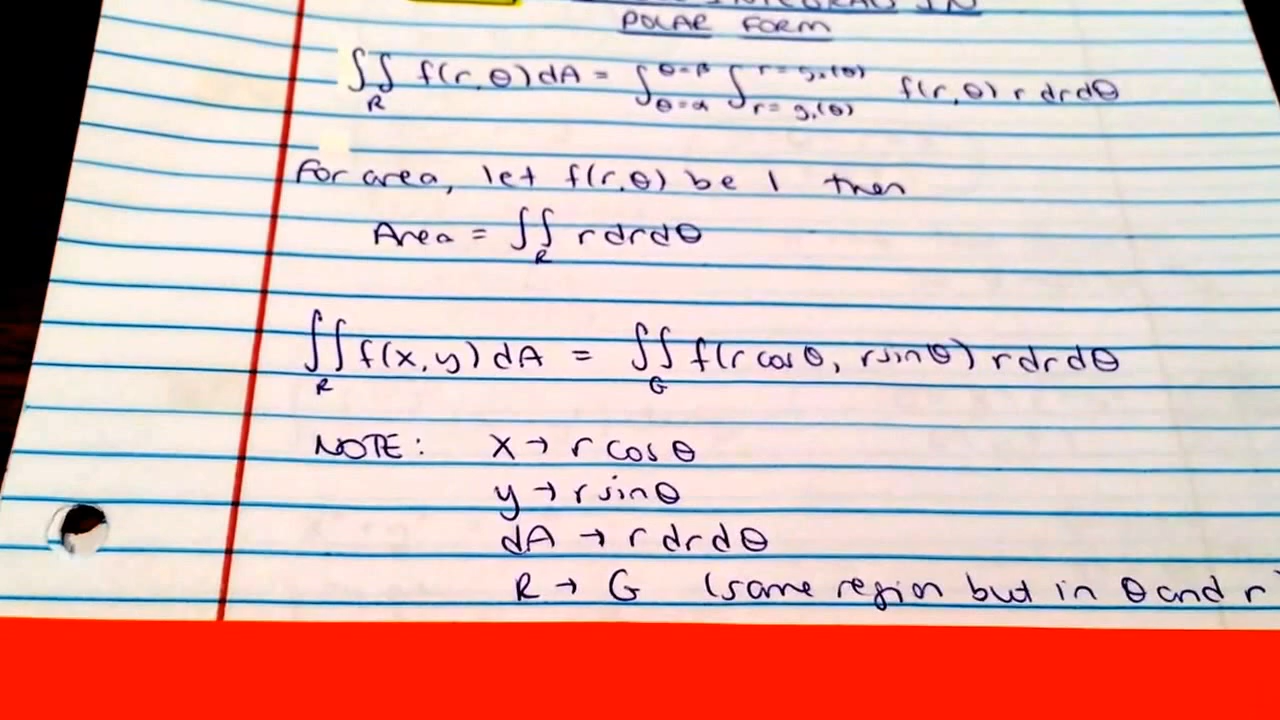 POLAR FORM
∫∫_R f(r,θ)dA = ∫_{θ=α}^{θ=β} ∫_{r=g₁(θ)}^{r=g₂(θ)} f(r,θ) r dr dθ
For area, let f(r,θ) be 1 then
Area = ∫∫_R r dr dθ
∫∫_R f(x,y) dA = ∫∫_G f(r cos θ, r sin θ) r dr dθ
NOTE: x → r cos θ
y → r sin θ
dA → r dr dθ
R → G (same region but in θ and r